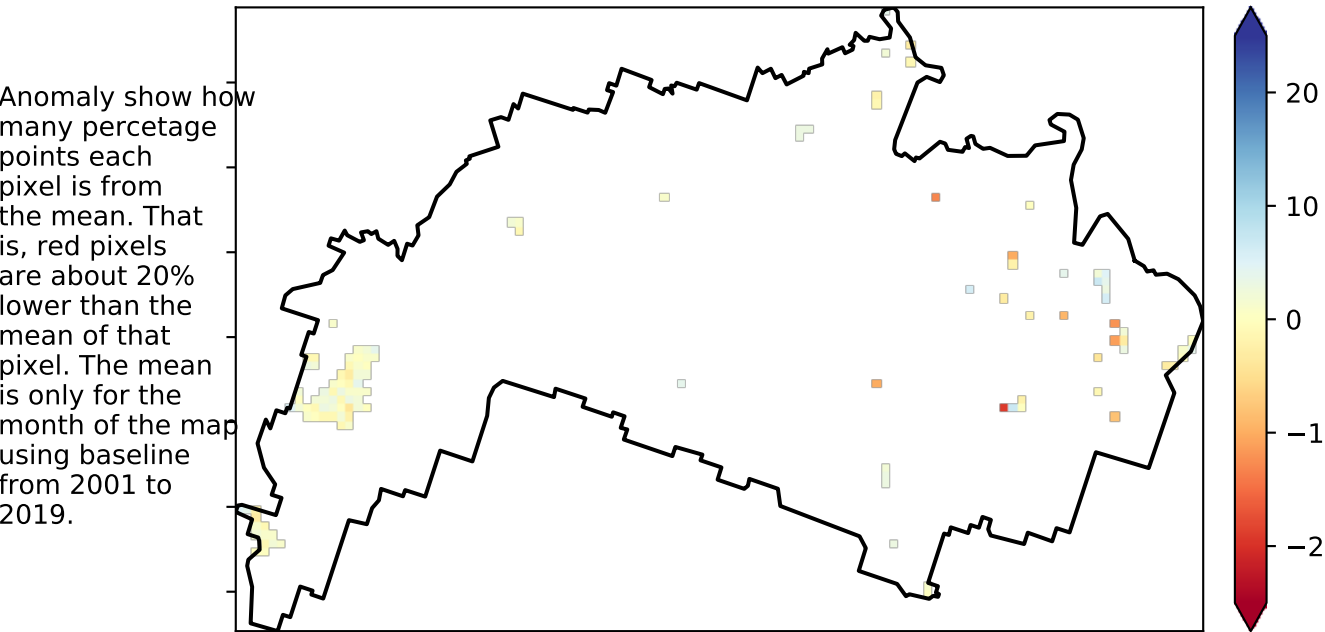 Anomaly show how
many percetage
points each
pixel is from
the mean. That
is, red pixels
are about 20%
lower than the
mean of that
pixel. The mean
is only for the
month of the map
using baseline
from 2001 to
2019.
20
10
0
−1
−2